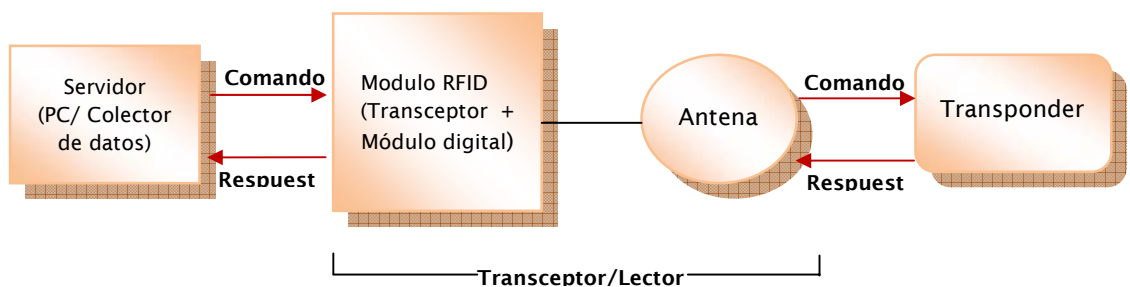 Servidor
(PC/ Colector
de datos)
Comando
Respuest
Modulo RFID
(Transceptor +
Módulo digital)
Antena
Comando
Respuest
Transponder
Transceptor/Lector